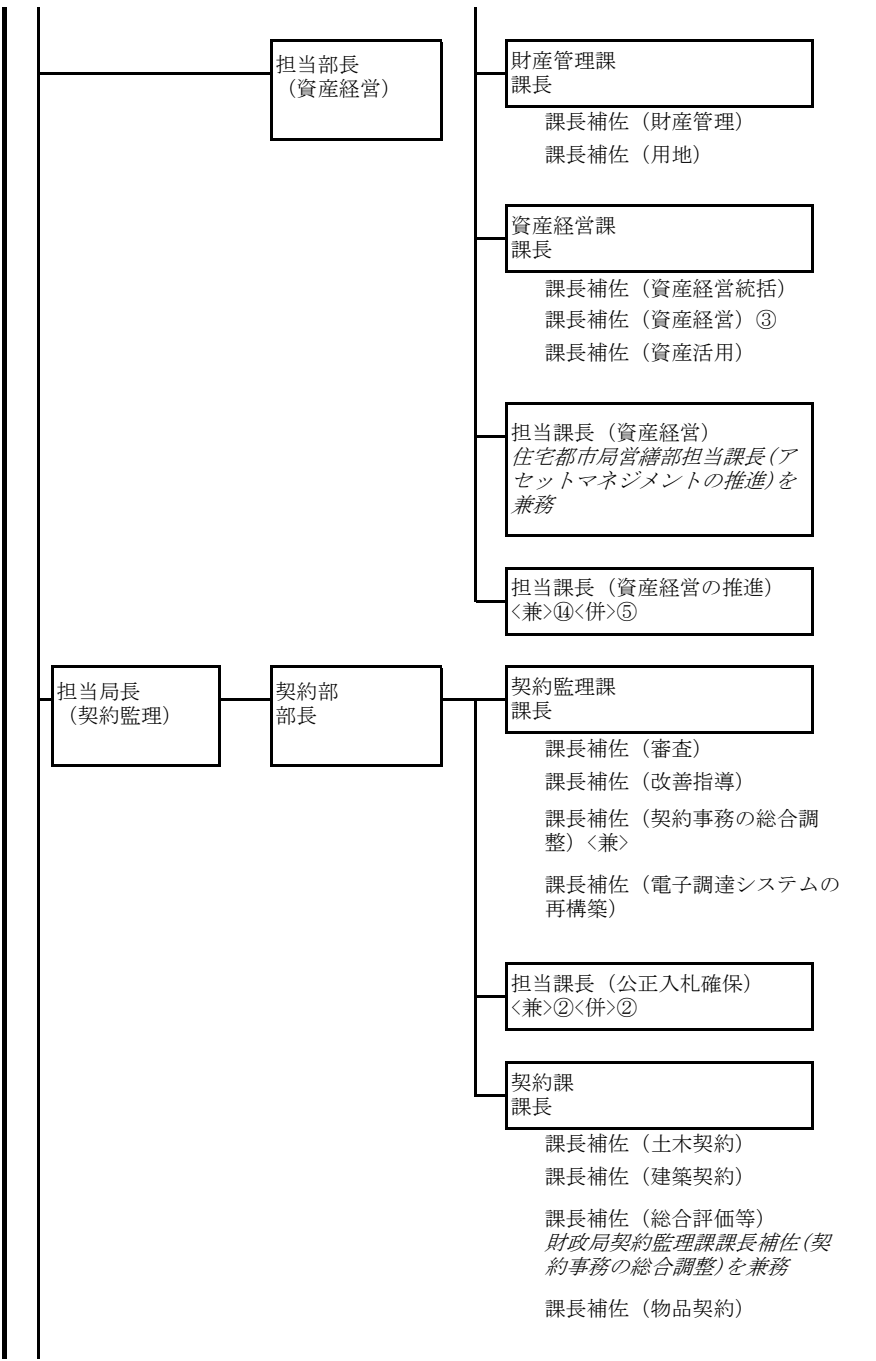 担当部長
（資産経営）
財産管理課
課長
課長補佐（財産管理）
課長補佐（用地）
資産経営課
課長
課長補佐（資産経営統括）
課長補佐（資産経営）③
課長補佐（資産活用）
担当課長（資産経営）
住宅都市局営繕部担当課長(ア
セットマネジメントの推進)を
兼務
担当課長（資産経営の推進）
<兼>⑭<併>⑤
担当局長
（契約監理）
契約部
部長
契約監理課
課長
課長補佐（審査）
課長補佐（改善指導）
課長補佐（契約事務の総合調
整）<兼>
課長補佐（電子調達システムの
再構築）
担当課長（公正入札確保）
<兼>②<併>②
契約課
課長
課長補佐（土木契約）
課長補佐（建築契約）
課長補佐（総合評価等）
財政局契約監理課課長補佐(契
約事務の総合調整)を兼務
課長補佐（物品契約）